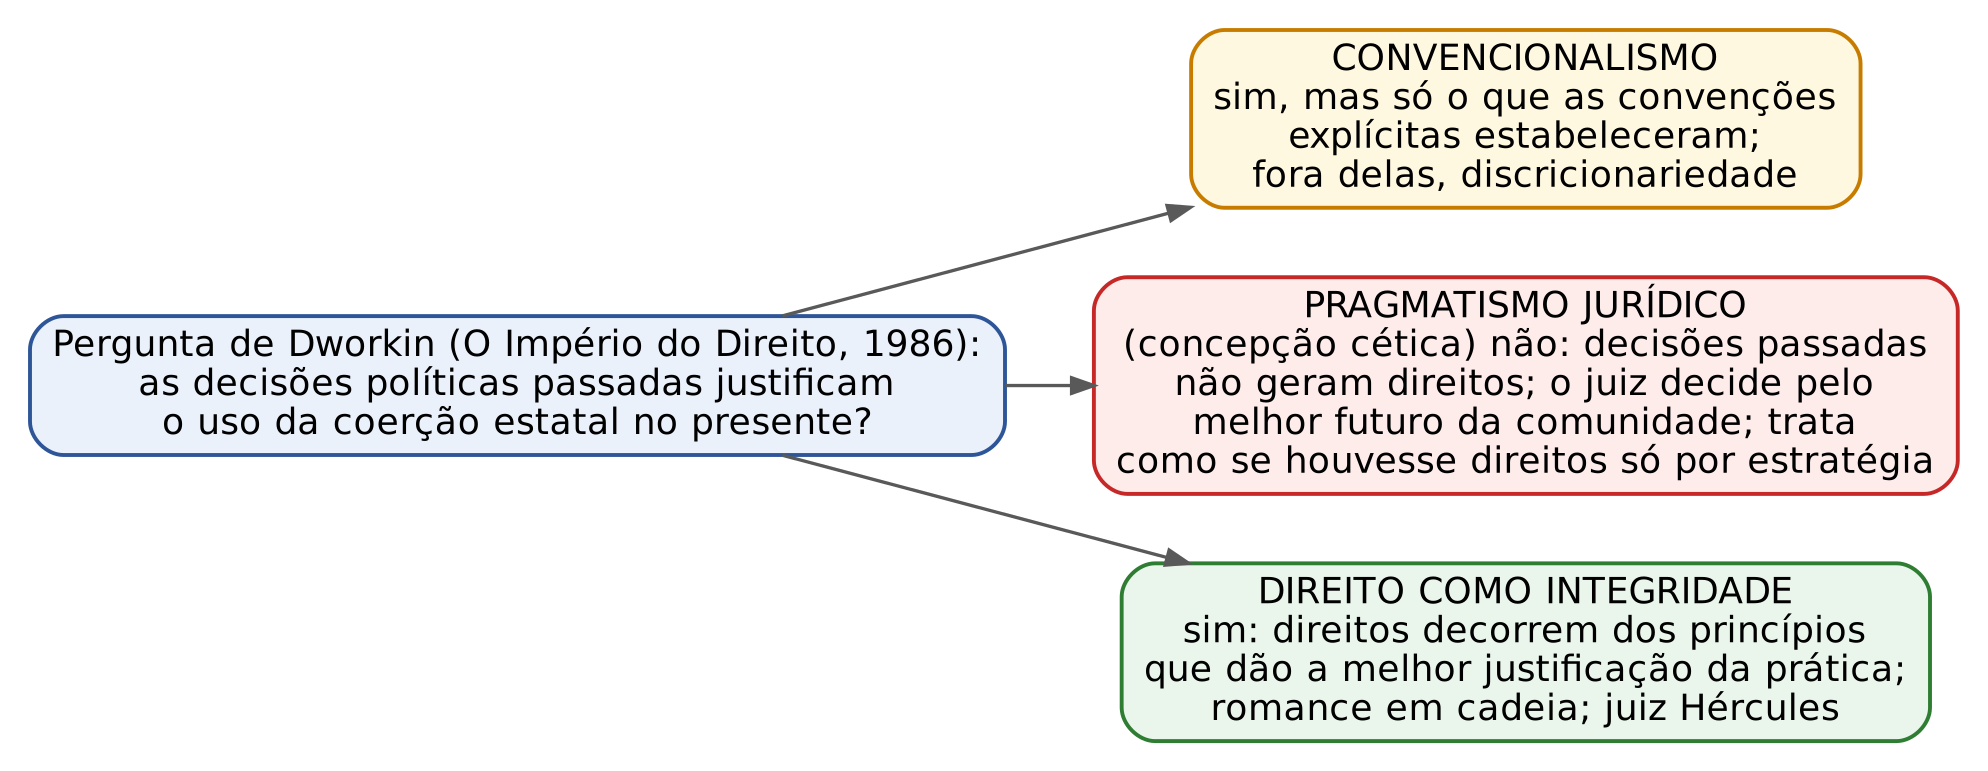 Pergunta de Dworkin (O Império do Direito, 1986):
as decisões políticas passadas justificam
o uso da coerção estatal no presente?
CONVENCIONALISMO
sim, mas só o que as convenções
explícitas estabeleceram;
fora delas, discricionariedade
PRAGMATISMO JURÍDICO
(concepção cética) não: decisões passadas
não geram direitos; o juiz decide pelo
melhor futuro da comunidade; trata
como se houvesse direitos só por estratégia
DIREITO COMO INTEGRIDADE
sim: direitos decorrem dos princípios
que dão a melhor justificação da prática;
romance em cadeia; juiz Hércules